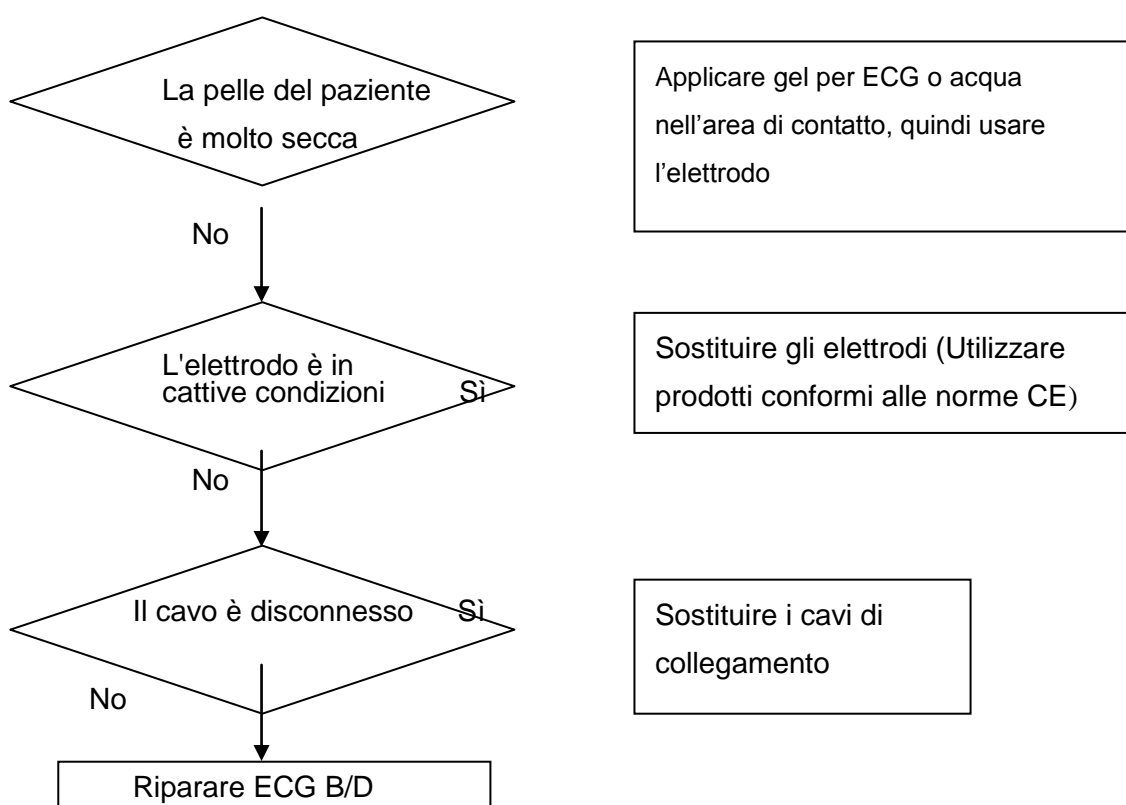 La pelle del paziente
è molto secca
Applicare gel per ECG o acqua
nell’area di contatto, quindi usare
l’elettrodo
No
L'elettrodo è in
cattive condizioni
Sì
Sostituire gli elettrodi (Utilizzare
prodotti conformi alle norme CE)
No
Il cavo è disconnesso
Sì
Sostituire i cavi di
collegamento
No
Riparare ECG B/D